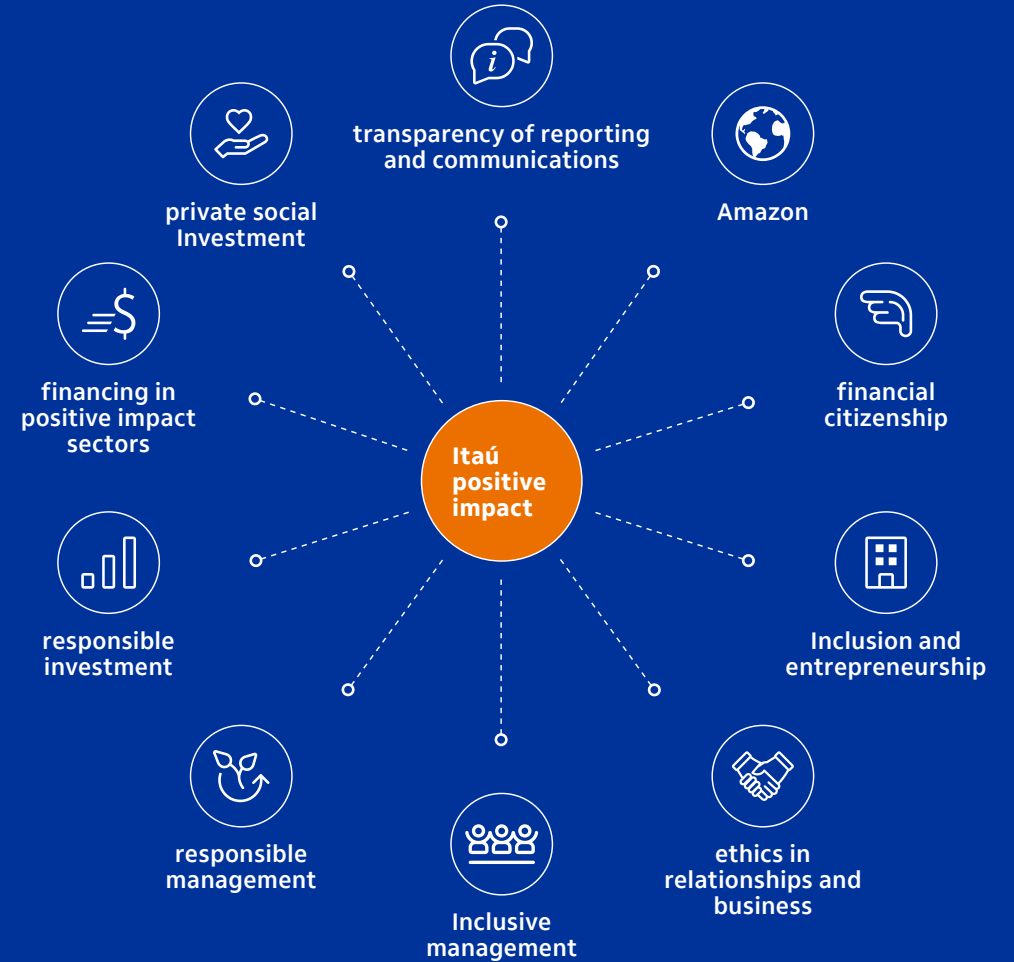 i
transparency of reporting
and communications
private social
Investment
Amazon
$
financing in
positive impact
sectors
financial
citizenship
Itaú
positive
impact
responsible
investment
Inclusion and
entrepreneurship
responsible
management
ethics in
relationships and
business
Inclusive
management